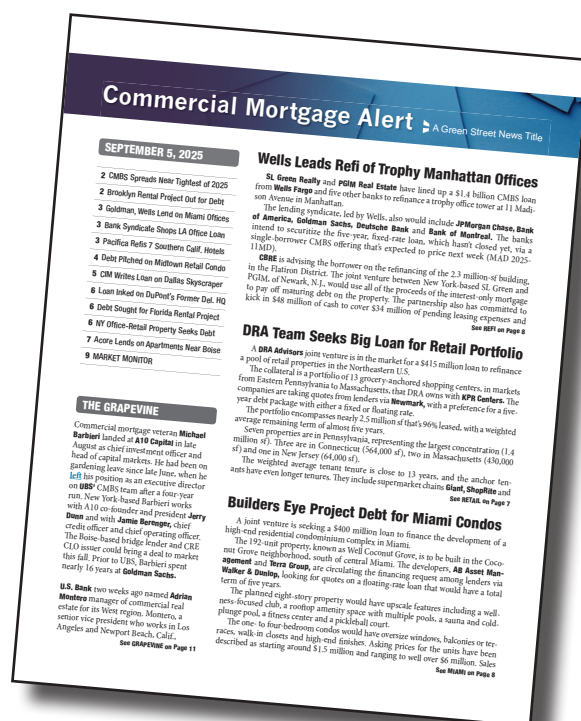 Commercial Mortgage Alert
A Green Street News Title
SEPTEMBER 5, 2025
2 CMBS Spreads Near Tightest of 2025
2 Brooklyn Rental Project Out for Debt
3 Goldman, Wells Lend on Miami Offices
3 Bank Syndicate Shops LA Office Loan
3 Pacifica Refis 7 Southern Calif. Hotels
4 Debt Pitched on Midtown Retail Condo
5 CIM Writes Loan on Dallas Skyscraper
6 Loan Inked on DuPont's Former Del. HQ
6 Debt Sought for Florida Rental Project
6 NY Office-Retail Property Seeks Debt
7 Acore Lends on Apartments Near Boise
9 MARKET MONITOR
THE GRAPEVINE
Commercial mortgage veteran Michael
Barbieri landed at A10 Capital in late
August as chief investment officer and
head of capital markets. He had been on
gardening leave since late June, when he
left his position as an executive director
on UBS' CMBS team after a four-year
run. New York-based Barbieri works
with A10 co-founder and president Jerry
Dunn and with Jamie Berenger, chief
credit officer and chief operating officer.
The Boise-based bridge lender and CRE
CLO issuer could bring a deal to market
this fall. Prior to UBS, Barbieri spent
nearly 16 years at Goldman Sachs.
U.S. Bank two weeks ago named Adrian
Montero manager of commercial real
estate for its West region. Montero, a
senior vice president who works in Los
Angeles and Newport Beach, Calif.,
See GRAPEVINE on Page 11
Wells Leads Refi of Trophy Manhattan Offices
SL Green Realty and PGIM Real Estate have lined up a $1.4 billion CMBS loan
from Wells Fargo and five other banks to refinance a trophy office tower at 11 Madi-
son Avenue in Manhattan.
The lending syndicate, led by Wells, also would include JPMorgan Chase, Bank
of America, Goldman Sachs, Deutsche Bank and Bank of Montreal. The banks
intend to securitize the five-year, fixed-rate loan, which hasn't closed yet, via a
single-borrower CMBS offering that's expected to price next week (MAD 2025-
11MD).
CBRE is advising the borrower on the refinancing of the 2.3 million-sf building,
in the Flatiron District. The joint venture between New York-based SL Green and
PGIM, of Newark, N.J., would use all of the proceeds of the interest-only mortgage
to pay off maturing debt on the property. The partnership also has committed to
kick in $48 million of cash to cover $34 million of pending leasing expenses and
See REFI on Page 8
DRA Team Seeks Big Loan for Retail Portfolio
A DRA Advisors joint venture is in the market for a $415 million loan to refinance
a pool of retail properties in the Northeastern U.S.
The collateral is a portfolio of 13 grocery-anchored shopping centers, in markets
from Eastern Pennsylvania to Massachusetts, that DRA owns with KPR Centers. The
companies are taking quotes from lenders via Newmark, with a preference for a five-
year debt package with either a fixed or floating rate.
The portfolio encompasses nearly 2.5 million sf that's 96% leased, with a weighted
average remaining term of almost five years.
Seven properties are in Pennsylvania, representing the largest concentration (1.4
million sf). Three are in Connecticut (564,000 sf), two in Massachusetts (430,000
sf) and one in New Jersey (64,000 sf).
The weighted average tenant tenure is close to 13 years, and the anchor ten-
ants have even longer tenures. They include supermarket chains Giant, ShopRite and
See RETAIL on Page 7
Builders Eye Project Debt for Miami Condos
A joint venture is seeking a $400 million loan to finance the development of a
high-end residential condominium complex in Miami.
The 192-unit property, known as Well Coconut Grove, is to be built in the Coco-
nut Grove neighborhood, south of central Miami. The developers, AB Asset Man-
agement and Terra Group, are circulating the financing request among lenders via
Walker & Dunlop, looking for quotes on a floating-rate loan that would have a total
term of five years.
The planned eight-story property would have upscale features including a well-
ness-focused club, a rooftop amenity space with multiple pools, a sauna and cold-
plunge pool, a fitness center and a pickleball court.
The one- to four-bedroom condos would have oversize windows, balconies or ter-
races, walk-in closets and high-end finishes. Asking prices for the units have been
described as starting around $1.5 million and ranging to well over $6 million. Sales
See MIAMI on Page 8